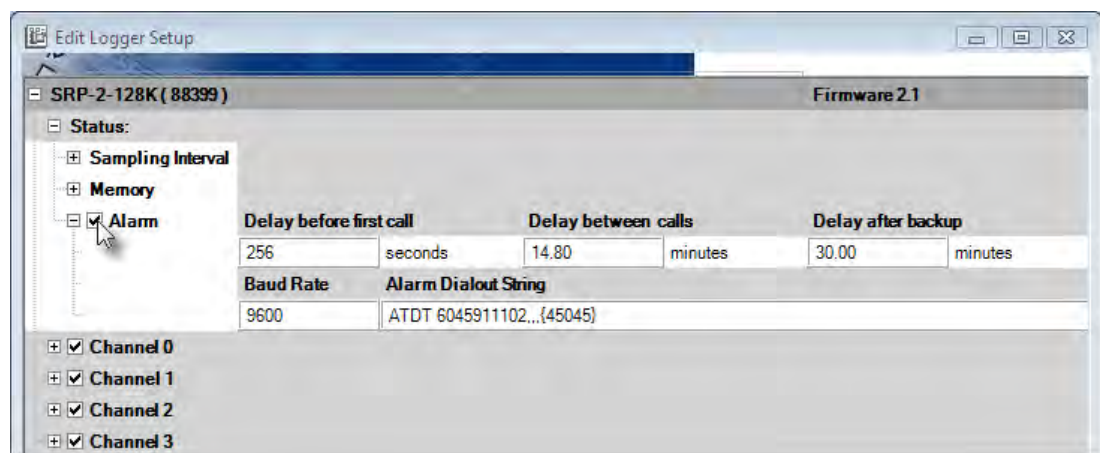 Edit Logger Setup
SRP-2-128K ( 88399 ) Firmware 2.1
Status:
Sampling Interval
Memory
Alarm Delay before first call Delay between calls Delay after backup
256 seconds 14.80 minutes 30.00 minutes
Baud Rate Alarm Dialout String
9600 ATDT 6045911102,,,{45045}
Channel 0
Channel 1
Channel 2
Channel 3